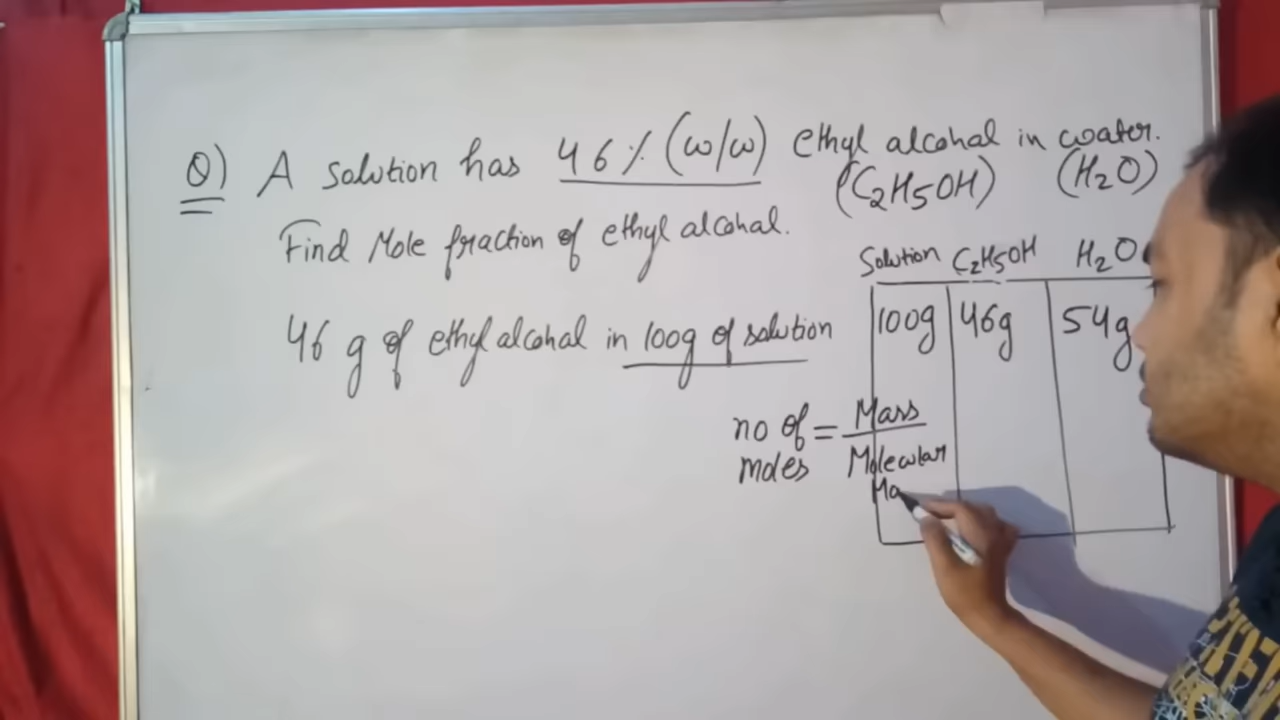 Q) A solution has 46% (w/w) ethyl alcohal in water.
(C2H5OH) (H2O)
Find Mole fraction of ethyl alcohal.
Solution C2H5OH H2O
46 g of ethyl alcohal in 100g of solution
100g 46g 54g
no of moles = Mass
Molecular
Ma